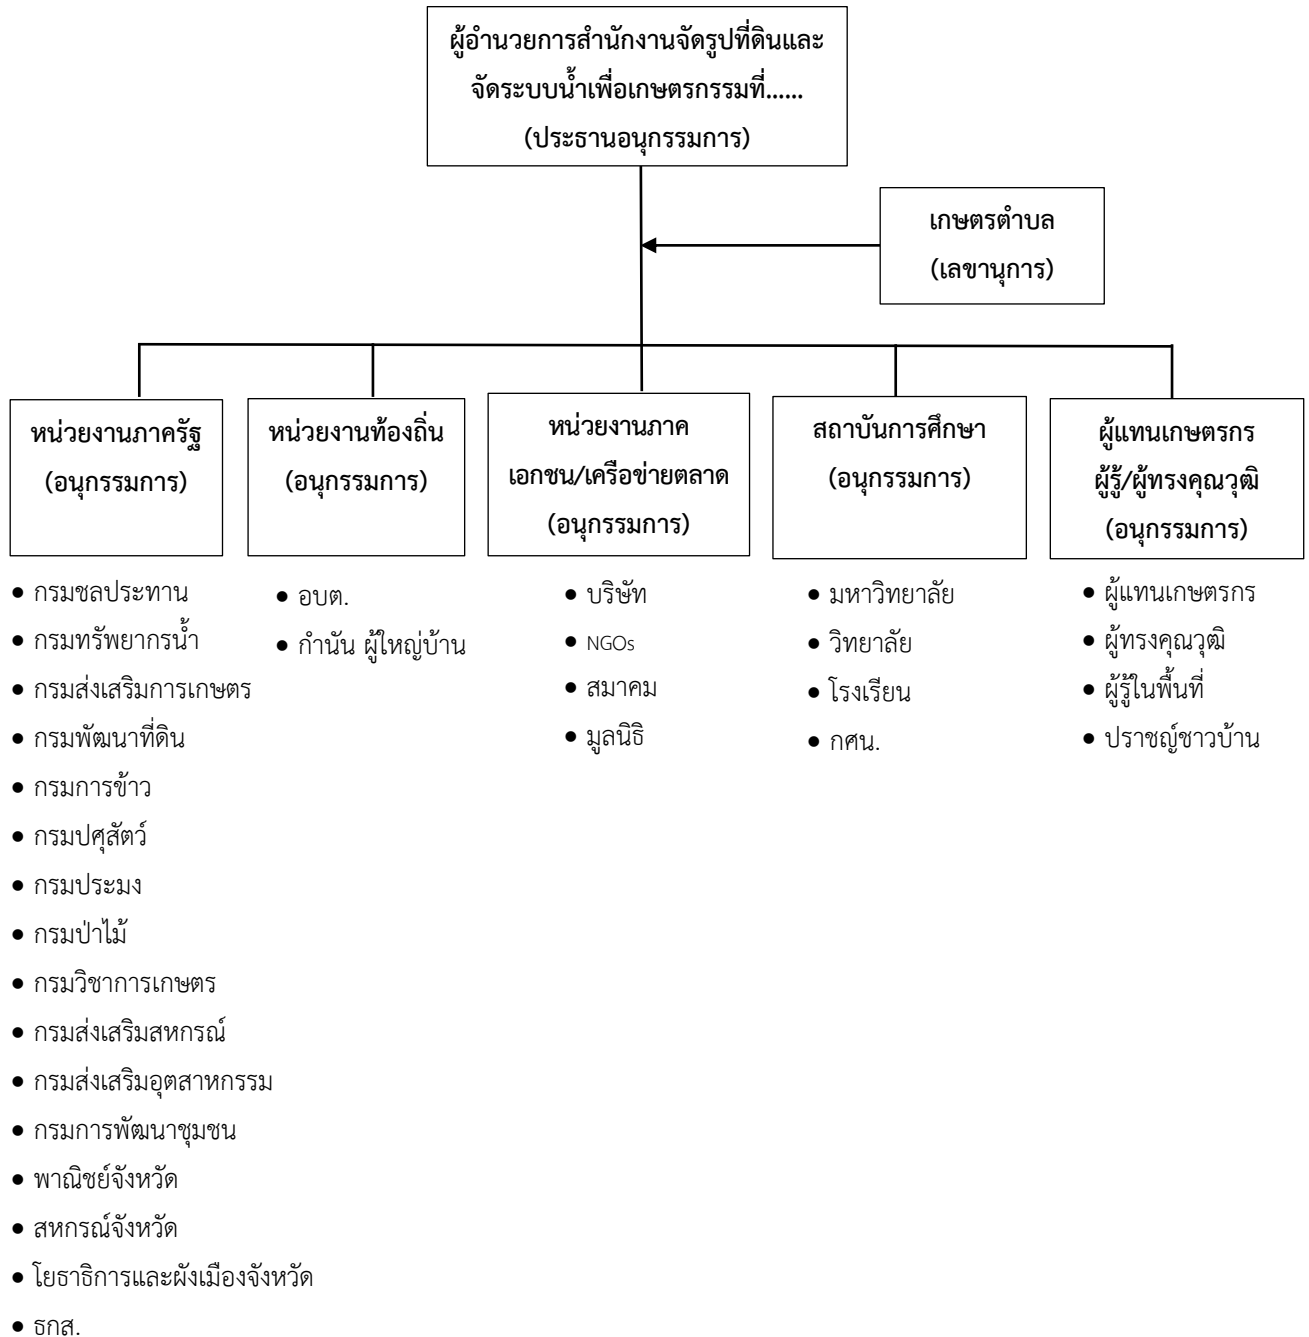 ผู้อำนวยการสำนักงานจัดรูปที่ดินและ
จัดระบบน้ำเพื่อเกษตรกรรมที่......
(ประธานอนุกรรมการ)
เกษตรตำบล
(เลขานุการ)
หน่วยงานภาครัฐ
(อนุกรรมการ)
หน่วยงานท้องถิ่น
(อนุกรรมการ)
หน่วยงานภาค
เอกชน/เครือข่ายตลาด
(อนุกรรมการ)
สถาบันการศึกษา
(อนุกรรมการ)
ผู้แทนเกษตรกร
ผู้รู้/ผู้ทรงคุณวุฒิ
(อนุกรรมการ)
• กรมชลประทาน
• กรมทรัพยากรน้ำ
• กรมส่งเสริมการเกษตร
• กรมพัฒนาที่ดิน
• กรมการข้าว
• กรมปศุสัตว์
• กรมประมง
• กรมป่าไม้
• กรมวิชาการเกษตร
• กรมส่งเสริมสหกรณ์
• กรมส่งเสริมอุตสาหกรรม
• กรมการพัฒนาชุมชน
• พาณิชย์จังหวัด
• สหกรณ์จังหวัด
• โยธาธิการและผังเมืองจังหวัด
• ธกส.
• อบต.
• กำนัน ผู้ใหญ่บ้าน
• บริษัท
• NGOs
• สมาคม
• มูลนิธิ
• มหาวิทยาลัย
• วิทยาลัย
• โรงเรียน
• กศน.
• ผู้แทนเกษตรกร
• ผู้ทรงคุณวุฒิ
• ผู้รู้ในพื้นที่
• ปราชญ์ชาวบ้าน